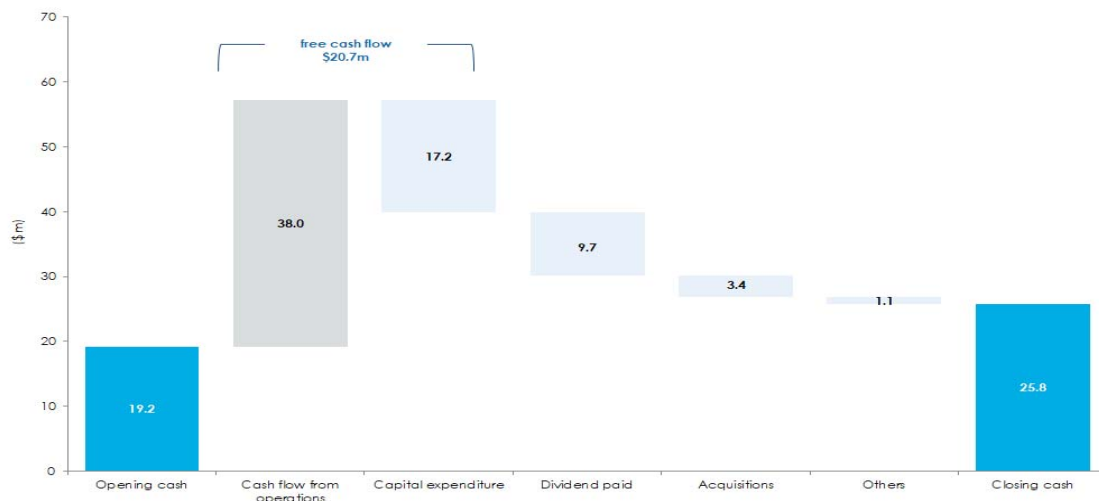 70
60
50
40
30
20
10
0
($m)
free cash flow
$20.7m
19.2
38.0
17.2
9.7
3.4
1.1
25.8
Opening cash
Cash flow from
operations
Capital expenditure
Dividend paid
Acquisitions
Others
Closing cash